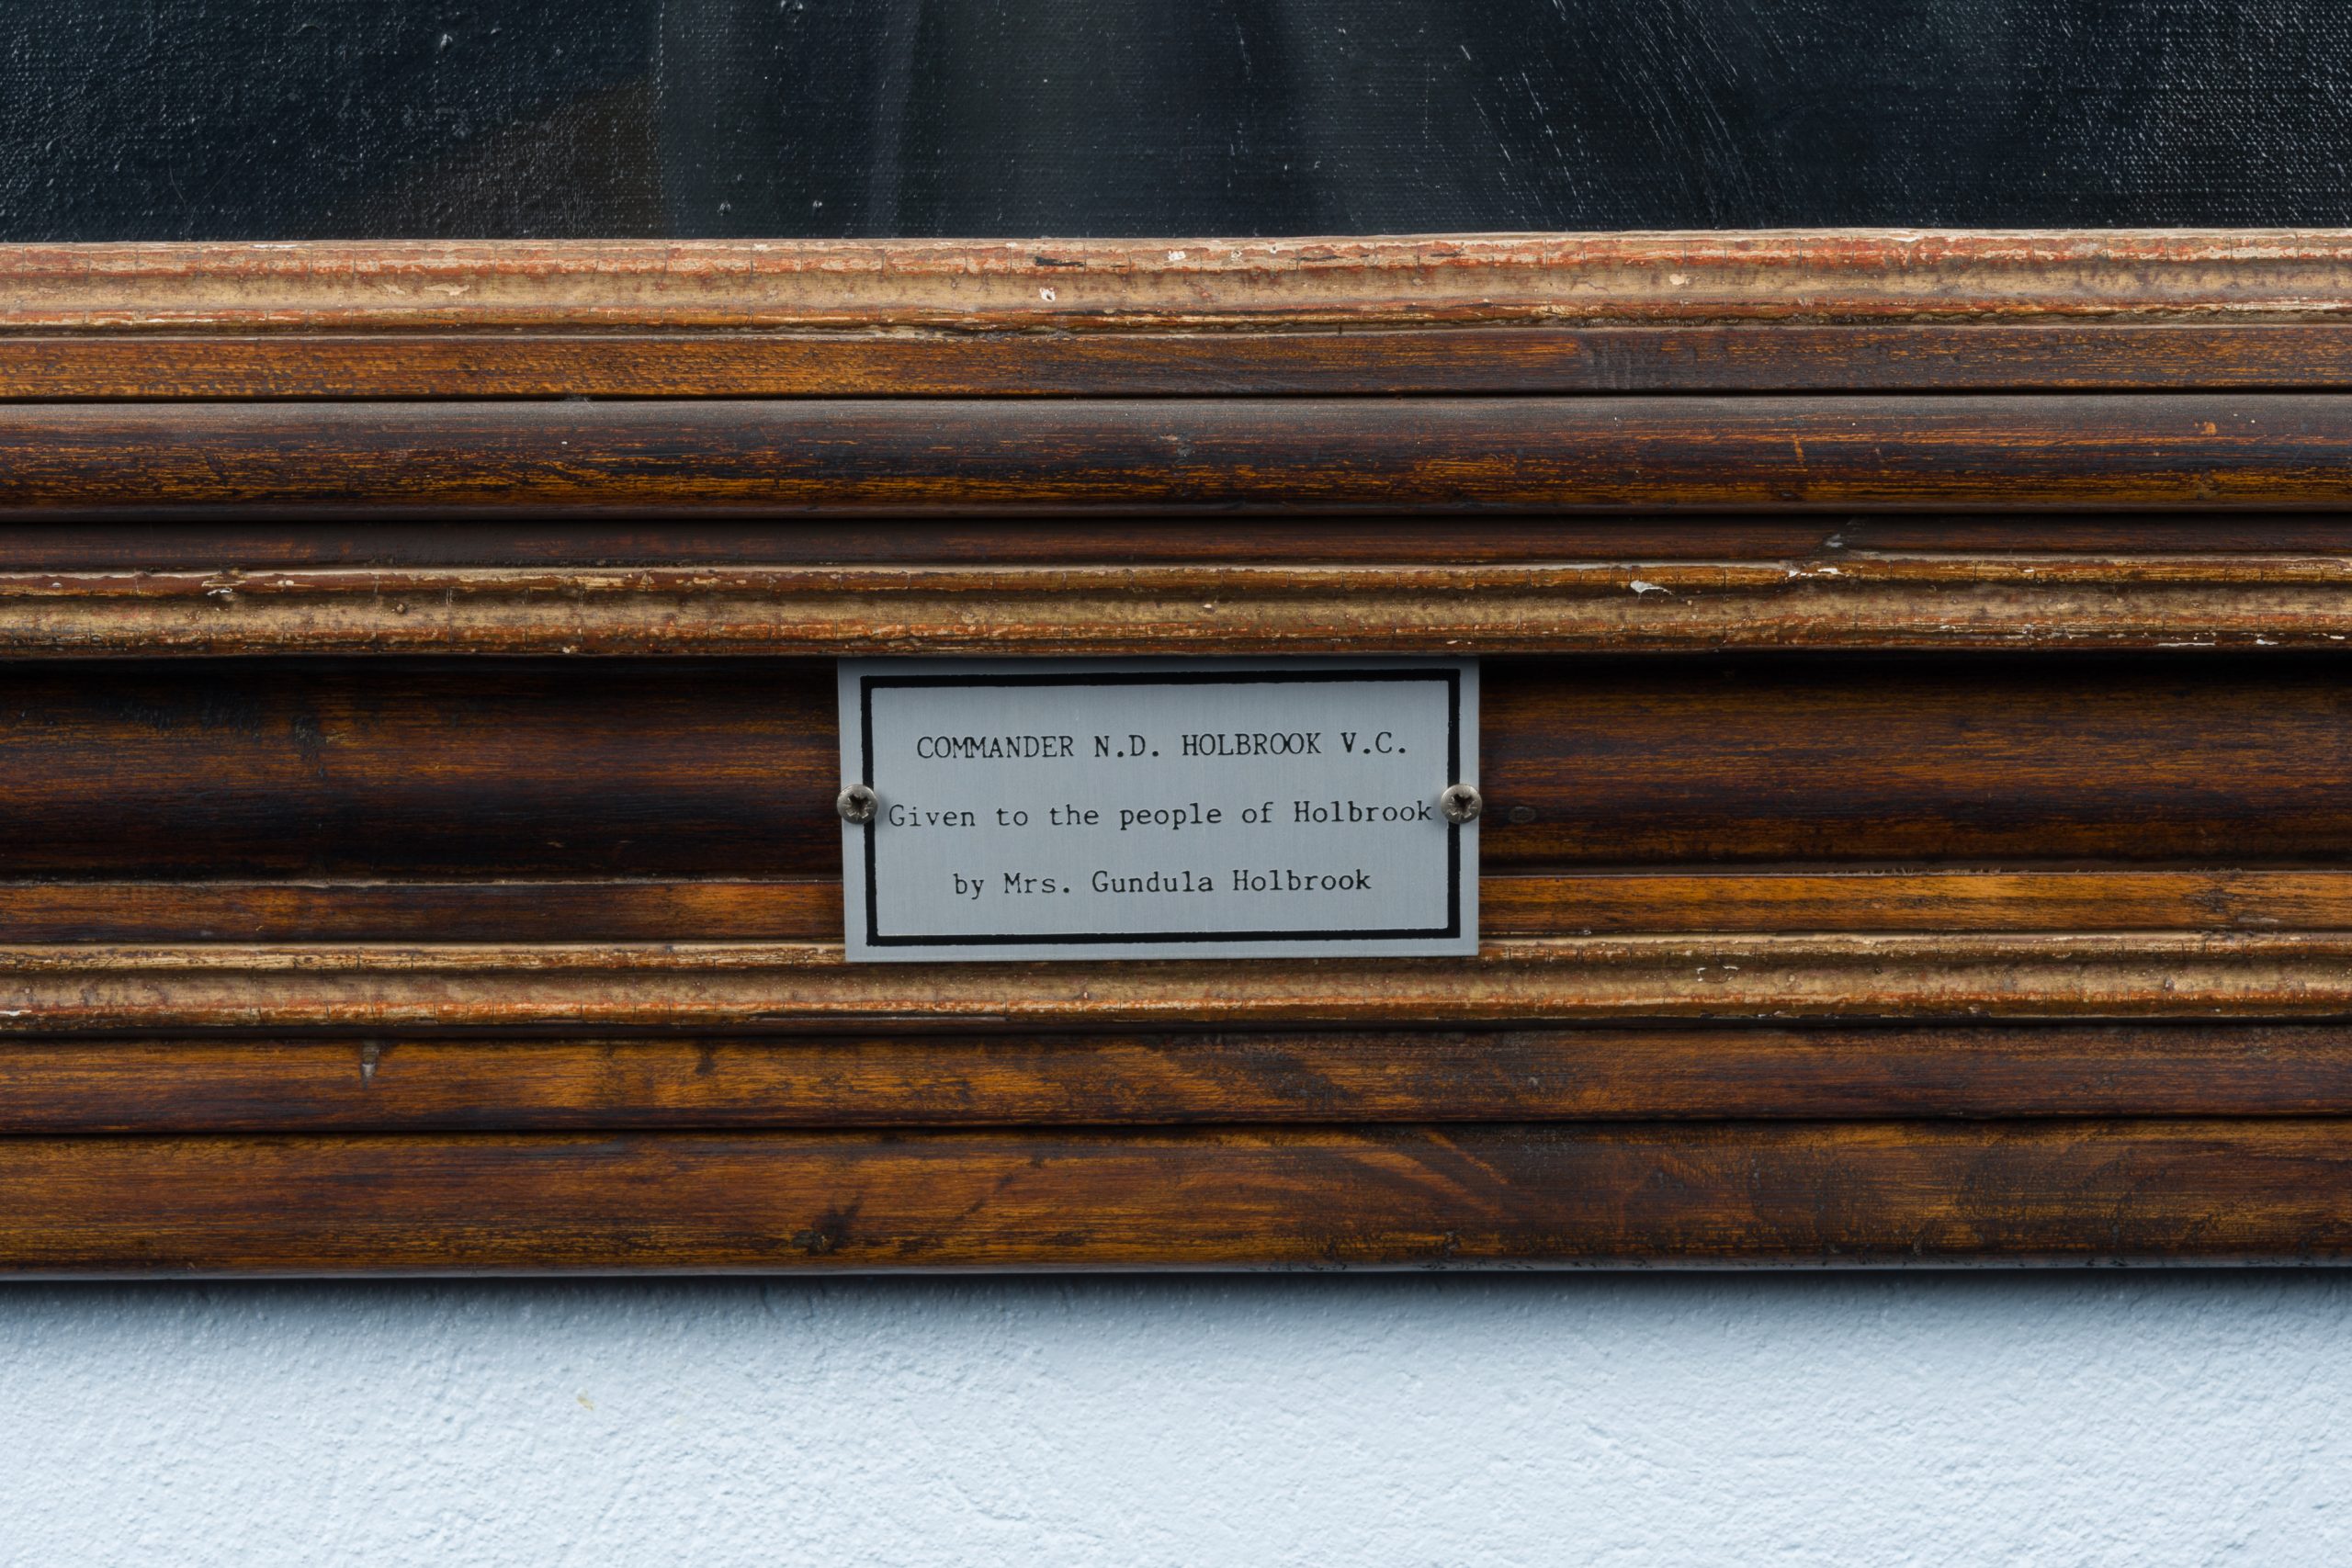 COMMANDER N.D. HOLBROOK V.C.
Given to the people of Holbrook
by Mrs. Gundula Holbrook